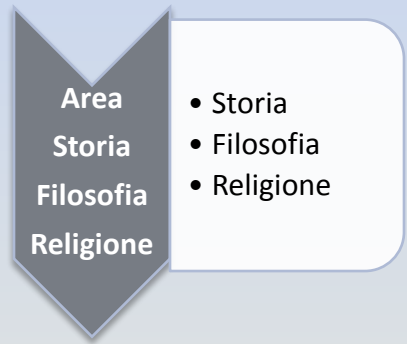 Area
Storia
Filosofia
Religione
• Storia
• Filosofia
• Religione